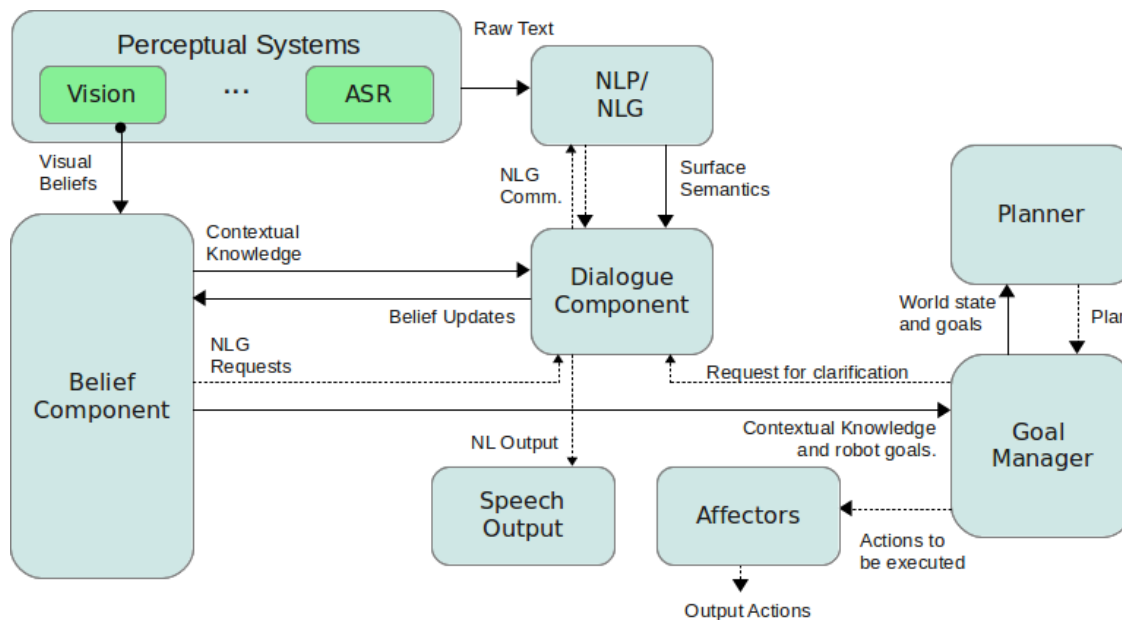 Raw Text
Perceptual Systems
Vision
...
ASR
NLP/
NLG
Visual
Beliefs
NLG
Comm.
Surface
Semantics
Planner
Contextual
Knowledge
Dialogue
Component
Belief Updates
World state
and goals
Plan
NLG
Requests
Request for clarification
Belief
Component
Contextual Knowledge
and robot goals.
Goal
Manager
NL Output
Speech
Output
Affectors
Actions to
be executed
Output Actions